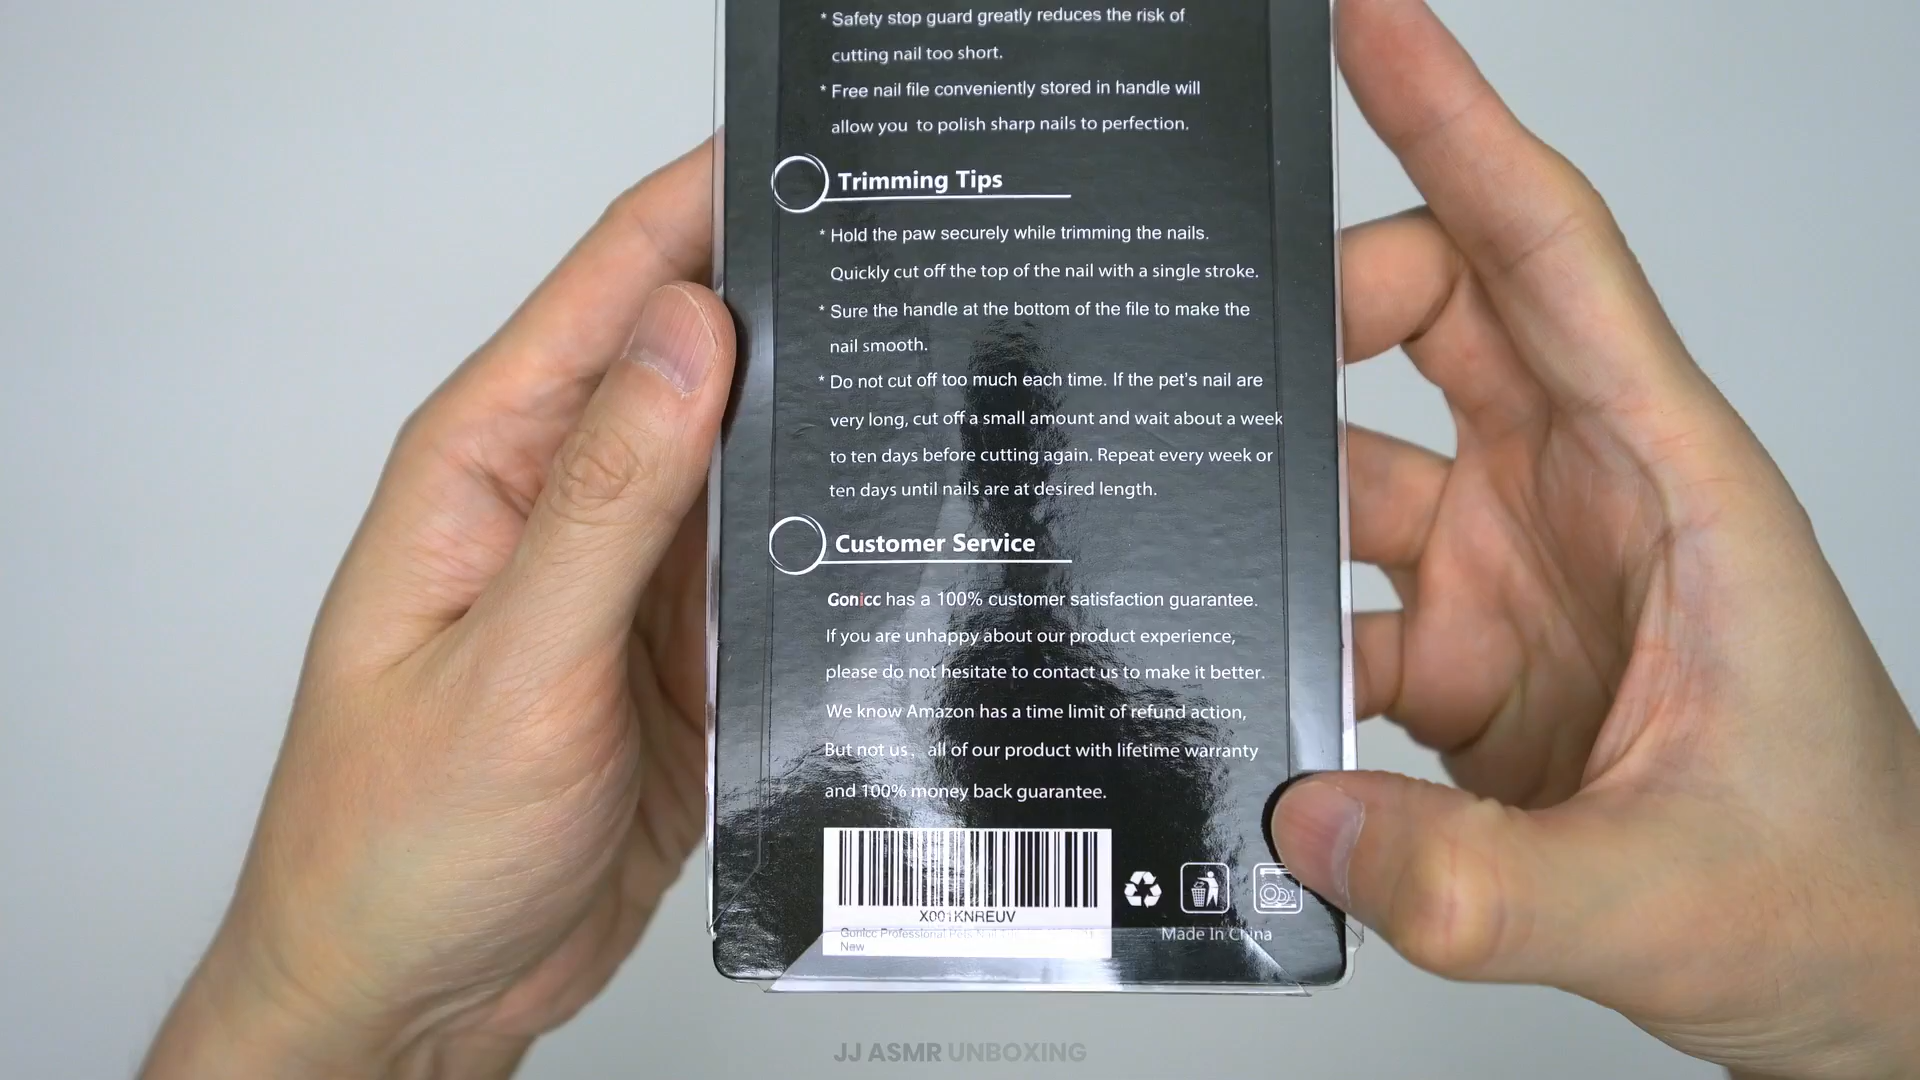 * Safety stop guard greatly reduces the risk of
cutting nail too short.
* Free nail file conveniently stored in handle will
allow you to polish sharp nails to perfection.
Trimming Tips
* Hold the paw securely while trimming the nails.
Quickly cut off the top of the nail with a single stroke.
* Sure the handle at the bottom of the file to make the
nail smooth.
* Do not cut off too much each time. If the pet's nail are
very long, cut off a small amount and wait about a week
to ten days before cutting again. Repeat every week or
ten days until nails are at desired length.
Customer Service
Gonicc has a 100% customer satisfaction guarantee.
If you are unhappy about our product experience,
please do not hesitate to contact us to make it better.
We know Amazon has a time limit of refund action,
But not us, all of our product with lifetime warranty
and 100% money back guarantee.
X001KNREUV
Gonicc Professional Pets Nail
New
Made In China
JJ ASMR UNBOXING